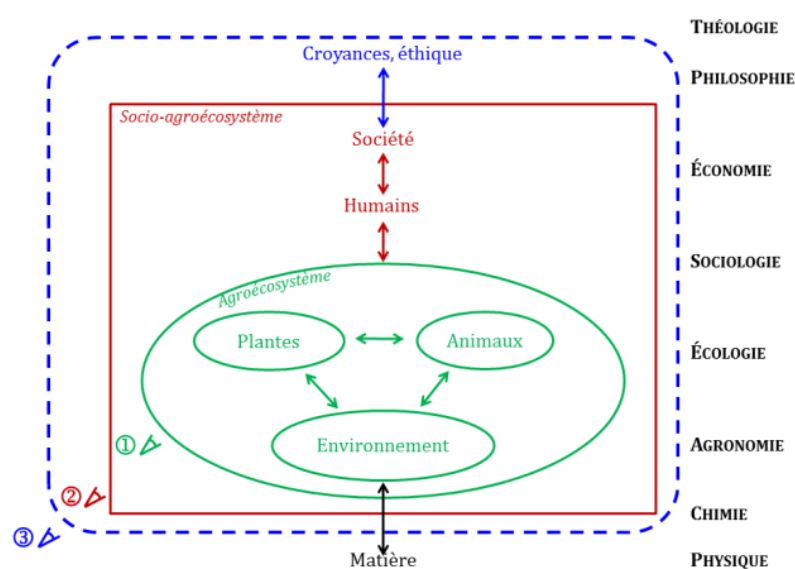 THÉOLOGIE
Croyances, éthique
PHILOSOPHIE
Socio-agroécosystème
Société
ÉCONOMIE
Humains
SOCIOLOGIE
Agroécosystème
Plantes
Animaux
ÉCOLOGIE
①
Environnement
AGRONOMIE
②
CHIMIE
③
Matière
PHYSIQUE